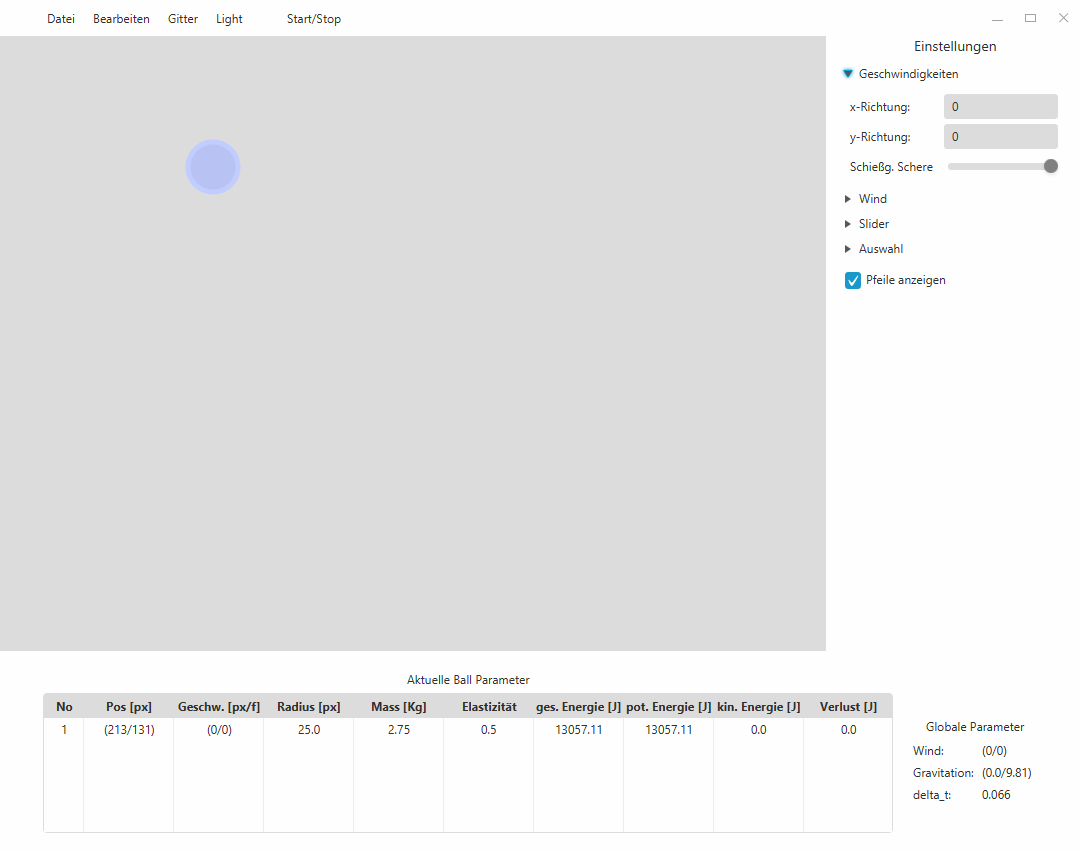 Datei Bearbeiten Gitter Light Start/Stop
Einstellungen
Geschwindigkeiten
x-Richtung: 0
y-Richtung: 0
Schießg. Schere
Wind
Slider
Auswahl
Pfeile anzeigen
Aktuelle Ball Parameter
No Pos [px] Geschw. [px/f] Radius [px] Mass [Kg] Elastizität ges. Energie [J] pot. Energie [J] kin. Energie [J] Verlust [J]
1 (213/131) (0/0) 25.0 2.75 0.5 13057.11 13057.11 0.0 0.0
Globale Parameter
Wind: (0/0)
Gravitation: (0.0/9.81)
delta_t: 0.066